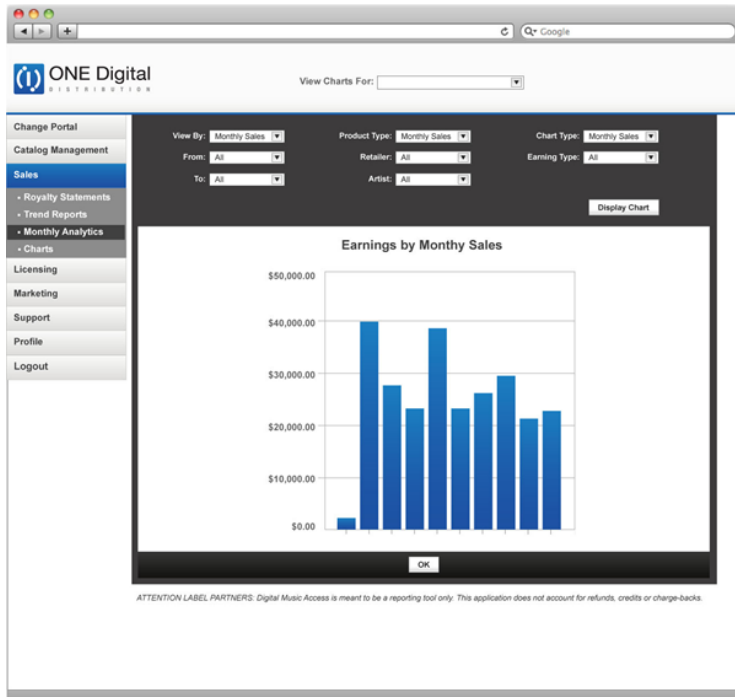 Google
ONE Digital
DISTRIBUTION
View Charts For:
Change Portal
Catalog Management
Sales
• Royalty Statements
• Trend Reports
• Monthly Analytics
• Charts
Licensing
Marketing
Support
Profile
Logout
View By: Monthly Sales Product Type: Monthly Sales Chart Type: Monthly Sales
From: All Retailer: All Earning Type: All
To: All Artist: All
Display Chart
Earnings by Monthy Sales
$50,000.00
$40,000.00
$30,000.00
$20,000.00
$10,000.00
$0.00
OK
ATTENTION LABEL PARTNERS: Digital Music Access is meant to be a reporting tool only. This application does not account for refunds, credits or charge-backs.